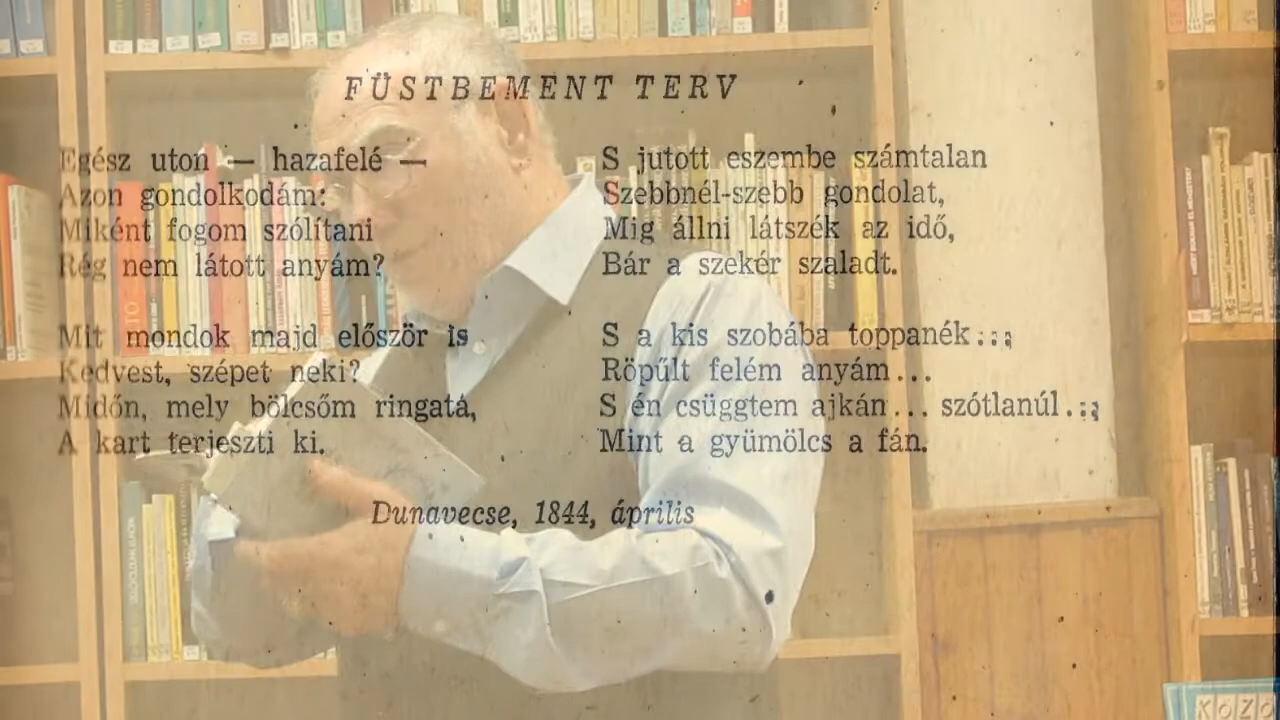 FÜSTBEMENT TERV
Egész uton — hazafelé —
Azon gondolkodám:
Miként fogom szólítani
Rég nem látott anyám?
Mit mondok majd először is
Kedvest, szépet neki?
Midőn, mely bölcsőm ringatá,
A kart terjeszti ki.
S jutott eszembe számtalan
Szebbnél-szebb gondolat,
Mig állni látszék az idő,
Bár a szekér szaladt.
S a kis szobába toppanék...
Röpűlt felém anyám...
S én csüggtem ajkán... szótlanúl...
Mint a gyümölcs a fán.
Dunavecse, 1844, április
KÖZÖ